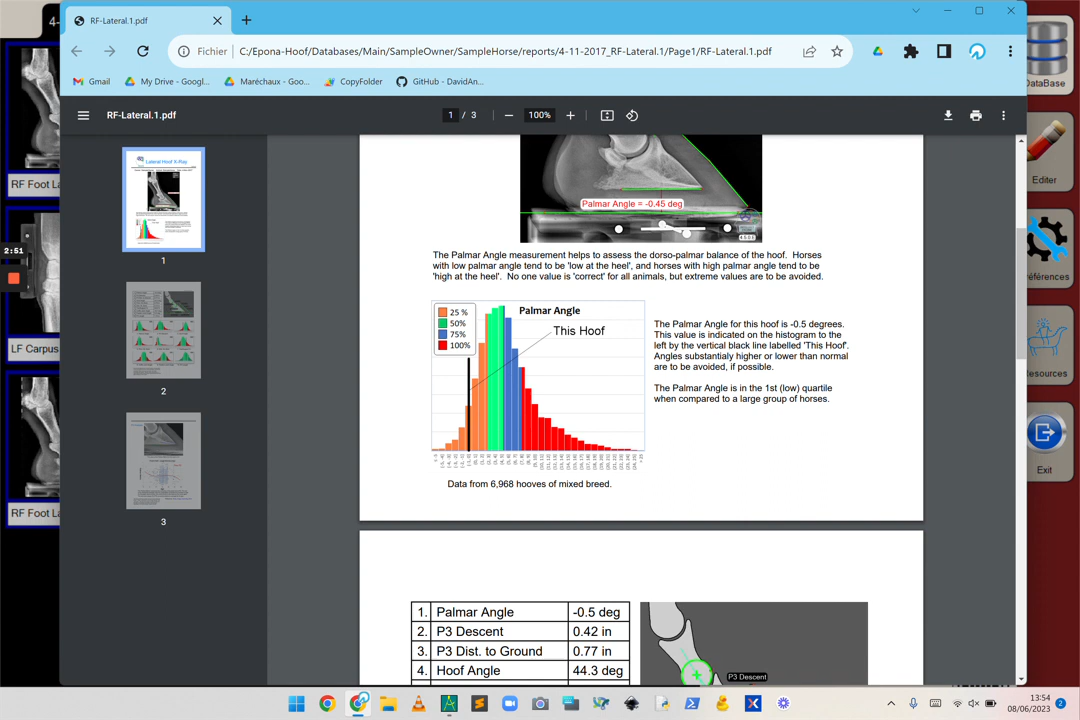 4-
RF-Lateral.1.pdf
Fichier
C:/Epona-Hoof/Databases/Main/SampleOwner/SampleHorse/reports/4-11-2017_RF-Lateral.1/Page1/RF-Lateral.1.pdf
Gmail
My Drive - Googl...
Maréchaux - Goo...
CopyFolder
GitHub - DavidAn...
RF-Lateral.1.pdf
1 / 3
100%
DataBase
Editer
éférences
esources
Exit
RF Foot La
2:51
LF Carpus
RF Foot La
Lateral Hoof X-Ray
1
2
3
Palmar Angle = -0.45 deg
The Palmar Angle measurement helps to assess the dorso-palmar balance of the hoof. Horses
with low palmar angle tend to be 'low at the heel', and horses with high palmar angle tend to be
'high at the heel'. No one value is 'correct' for all animals, but extreme values are to be avoided.
25 %
50%
75%
100%
Palmar Angle
This Hoof
The Palmar Angle for this hoof is -0.5 degrees.
This value is indicated on the histogram to the
left by the vertical black line labelled 'This Hoof'.
Angles substantialy higher or lower than normal
are to be avoided, if possible.
The Palmar Angle is in the 1st (low) quartile
when compared to a large group of horses.
Data from 6,968 hooves of mixed breed.
1. Palmar Angle -0.5 deg
2. P3 Descent 0.42 in
3. P3 Dist. to Ground 0.77 in
4. Hoof Angle 44.3 deg
P3 Descent
13:54
08/06/2023
2